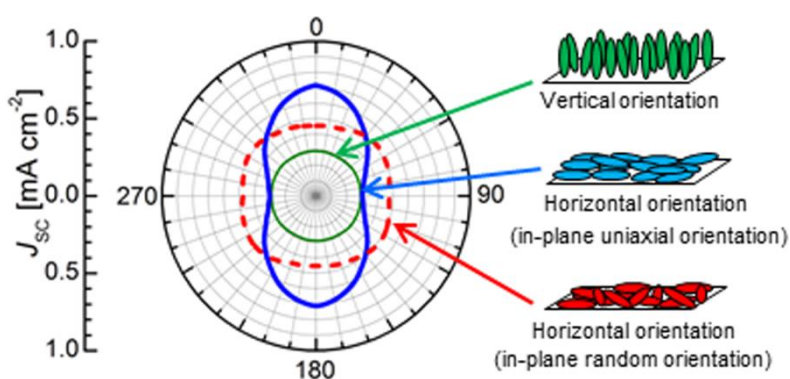 0
1.0
0.5
0.0
0.5
1.0
J_SC [mA cm^-2]
270
90
180
Vertical orientation
Horizontal orientation
(in-plane uniaxial orientation)
Horizontal orientation
(in-plane random orientation)